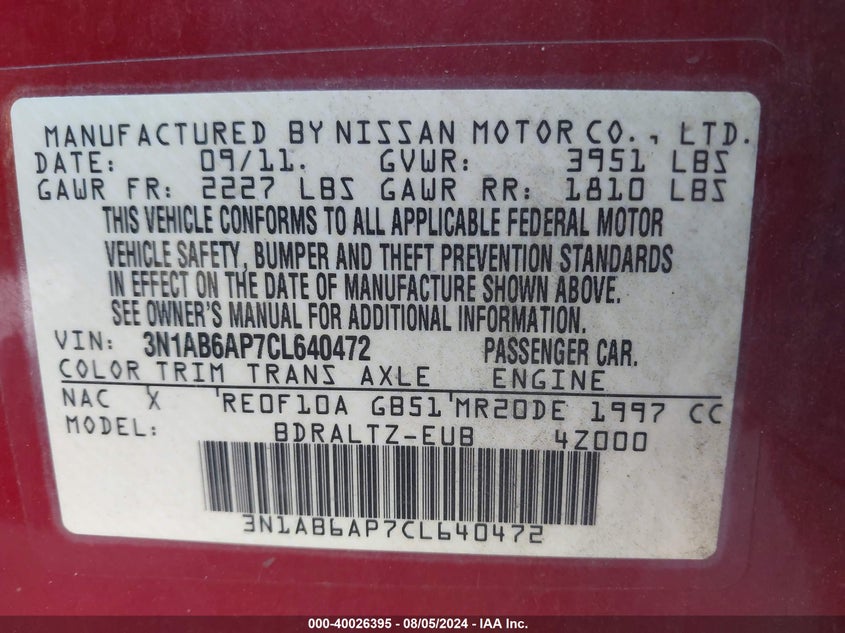 MANUFACTURED BY NISSAN MOTOR CO., LTD.
DATE: 09/11. GVWR: 3951 LBS
GAWR FR: 2227 LBS GAWR RR: 1810 LBS
THIS VEHICLE CONFORMS TO ALL APPLICABLE FEDERAL MOTOR
VEHICLE SAFETY, BUMPER AND THEFT PREVENTION STANDARDS
IN EFFECT ON THE DATE OF MANUFACTURE SHOWN ABOVE.
SEE OWNER'S MANUAL FOR ADDITIONAL INFORMATION.
VIN: 3N1AB6AP7CL640472 PASSENGER CAR.
COLOR TRIM TRANS AXLE ENGINE
NAC X RE0F10A GB51 MR20DE 1997 CC
MODEL: BDRALTZ-EUB 4Z000
3N1AB6AP7CL640472
000-40026395 - 08/05/2024 - IAA Inc.